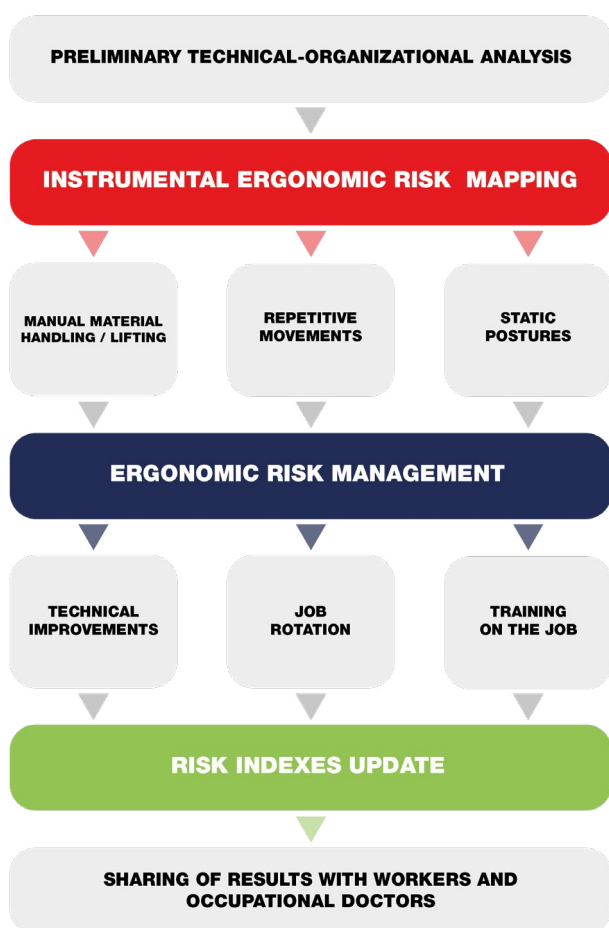 PRELIMINARY TECHNICAL-ORGANIZATIONAL ANALYSIS
INSTRUMENTAL ERGONOMIC RISK MAPPING
MANUAL MATERIAL
HANDLING / LIFTING
REPETITIVE
MOVEMENTS
STATIC
POSTURES
ERGONOMIC RISK MANAGEMENT
TECHNICAL
IMPROVEMENTS
JOB
ROTATION
TRAINING
ON THE JOB
RISK INDEXES UPDATE
SHARING OF RESULTS WITH WORKERS AND
OCCUPATIONAL DOCTORS